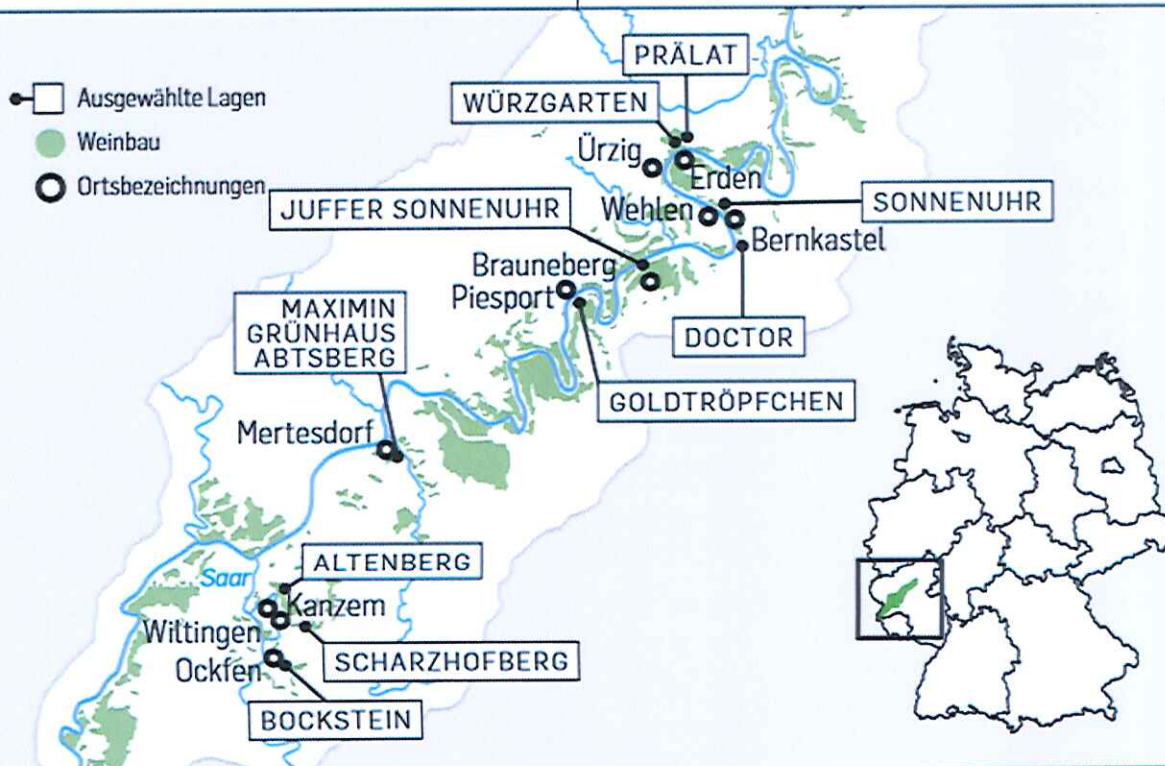 PRÄLAT
Ausgewählte Lagen
WÜRZGARTEN
Weinbau
Ürzig
Ortsbezeichnungen
Erden
JUFFER SONNENUHR
Wehlen
SONNENUHR
Bernkastel
Brauneberg
Piesport
MAXIMIN
GRÜNHAUS
ABTSBERG
DOCTOR
GOLDTRÖPFCHEN
Mertesdorf
ALTENBERG
Saar
Kanzem
Wiltingen
SCHARZHOFBERG
Ockfen
BOCKSTEIN